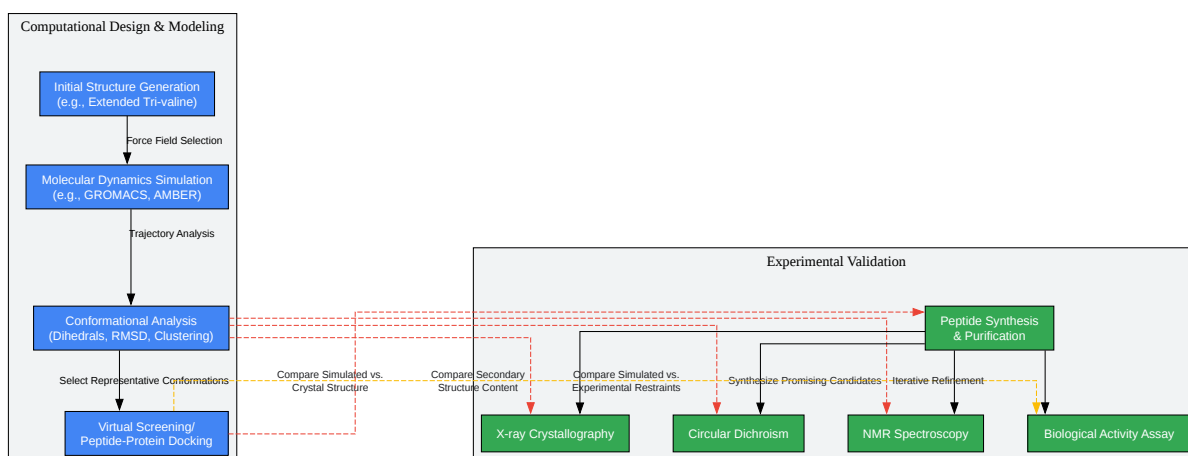 Computational Design & Modeling
Initial Structure Generation
(e.g., Extended Tri-valine)
Force Field Selection
Molecular Dynamics Simulation
(e.g., GROMACS, AMBER)
Trajectory Analysis
Experimental Validation
Conformational Analysis
(Dihedrals, RMSD, Clustering)
Peptide Synthesis
& Purification
Select Representative Conformations
Compare Simulated vs.
Crystal Structure
Compare Secondary
Structure Content
Compare Simulated vs.
Experimental Restraints
Synthesize Promising Candidates
Iterative Refinement
Virtual Screening/
Peptide-Protein Docking
X-ray Crystallography
Circular Dichroism
NMR Spectroscopy
Biological Activity Assay